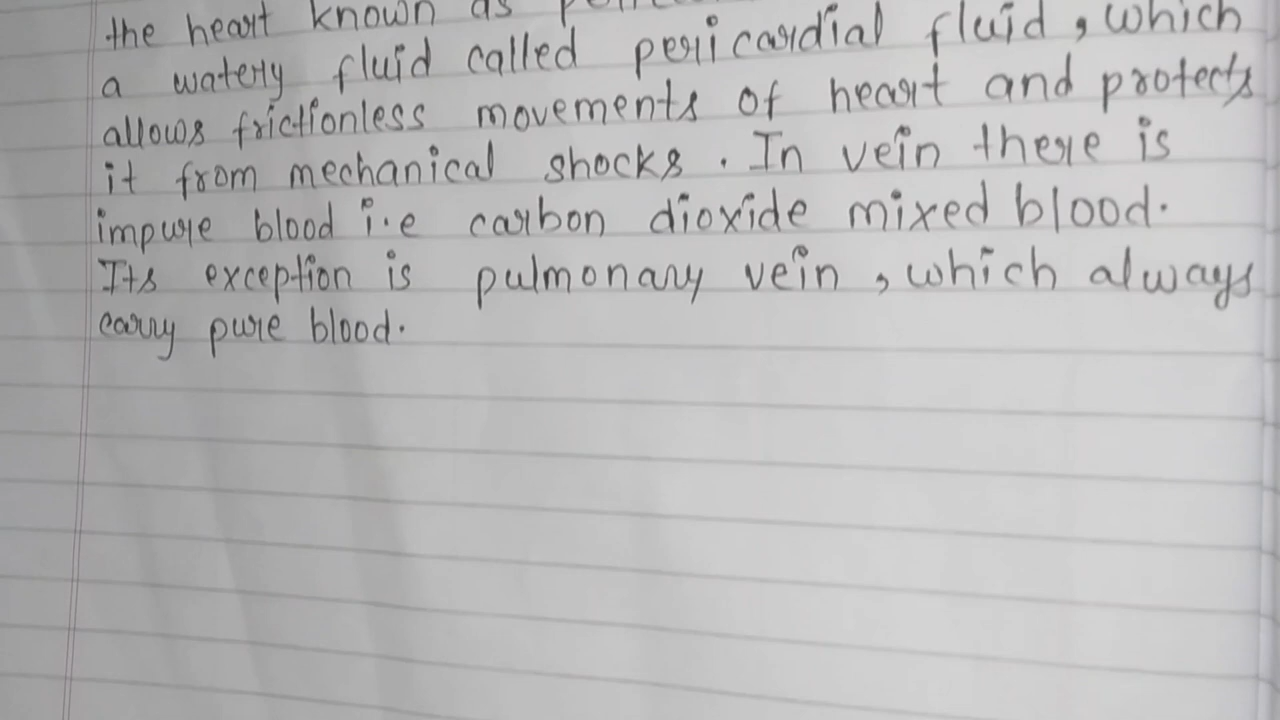 the heart known as
a watery fluid called pericardial fluid, which
allows frictionless movements of heart and protects
it from mechanical shocks. In vein there is
impure blood i.e carbon dioxide mixed blood.
Its exception is pulmonary vein, which always
carry pure blood.